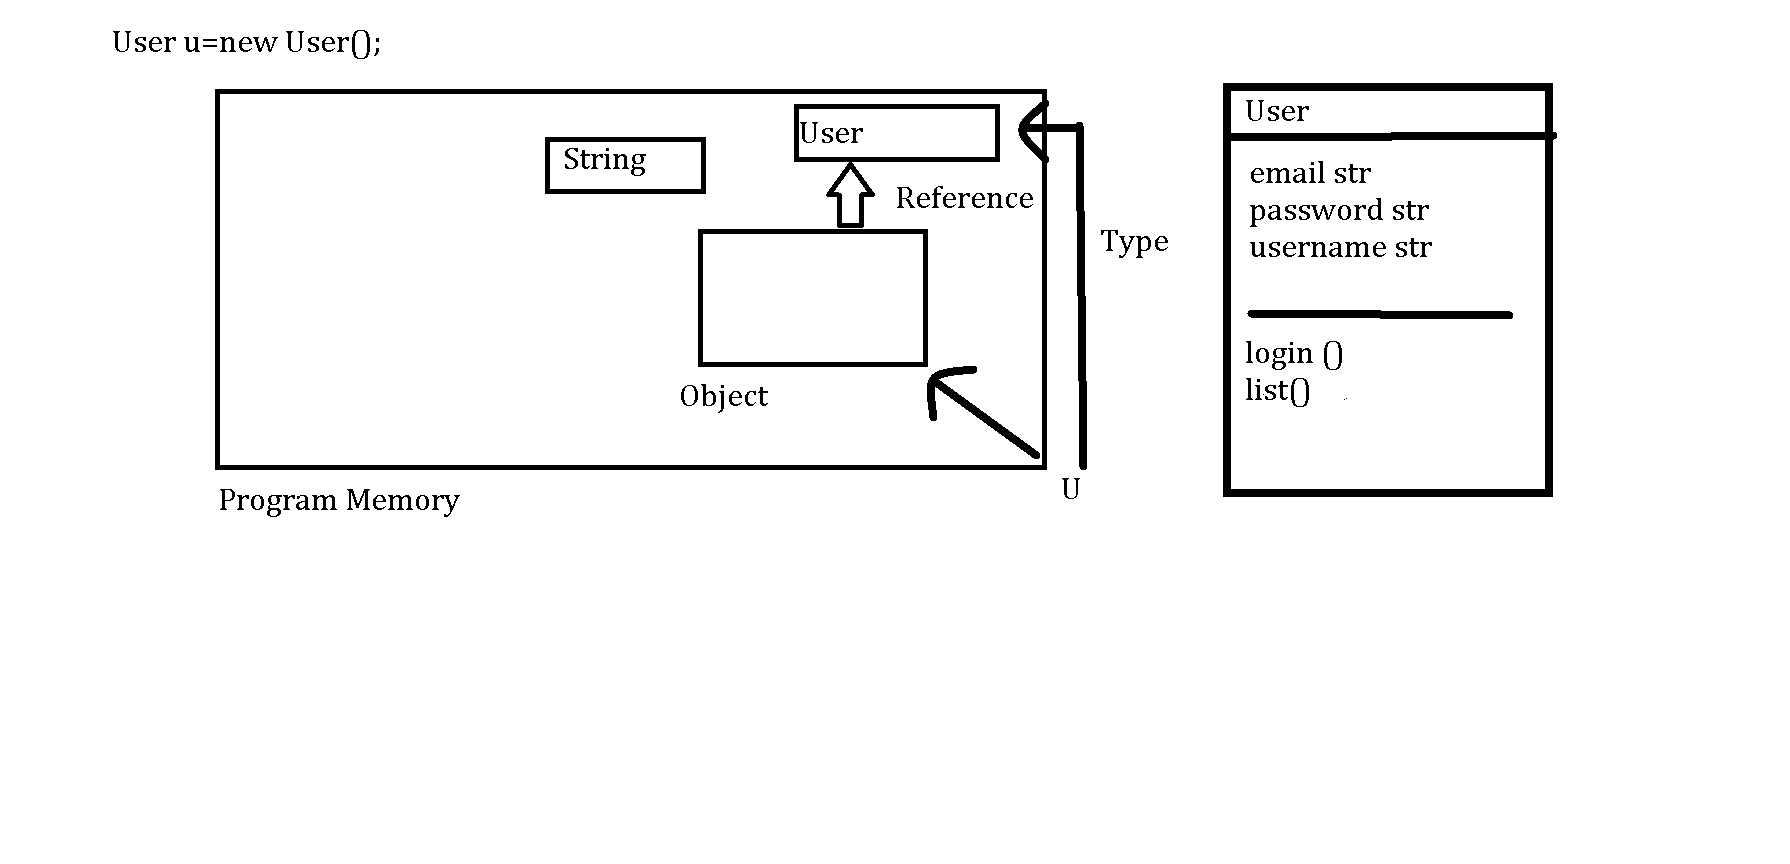 User u=new User();
User
String
Reference
Type
Object
U
Program Memory
User
email str
password str
username str
login ()
list()